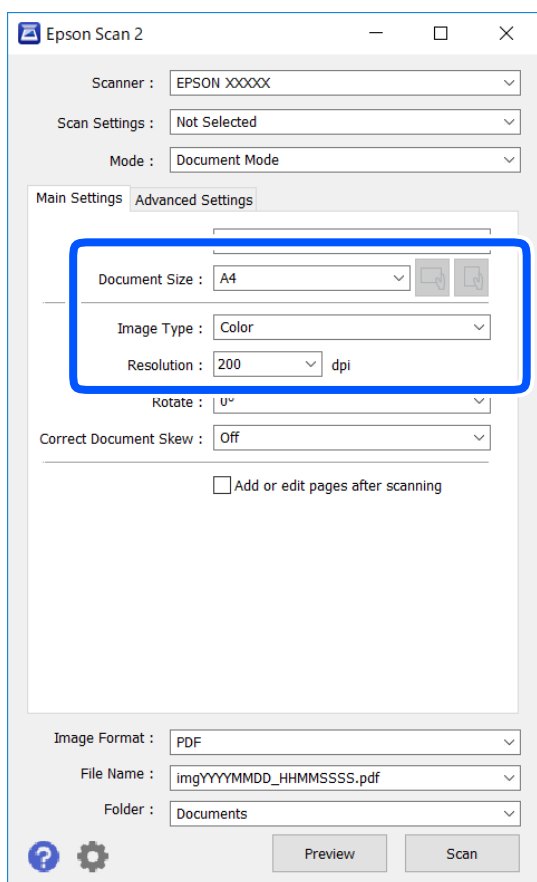 Epson Scan 2
Scanner : EPSON XXXXX
Scan Settings : Not Selected
Mode : Document Mode
Main Settings Advanced Settings
Document Size : A4
Image Type : Color
Resolution : 200 dpi
Rotate : 0°
Correct Document Skew : Off
Add or edit pages after scanning
Image Format : PDF
File Name : imgYYYYMMDD_HHMMSSSS.pdf
Folder : Documents
? Preview Scan